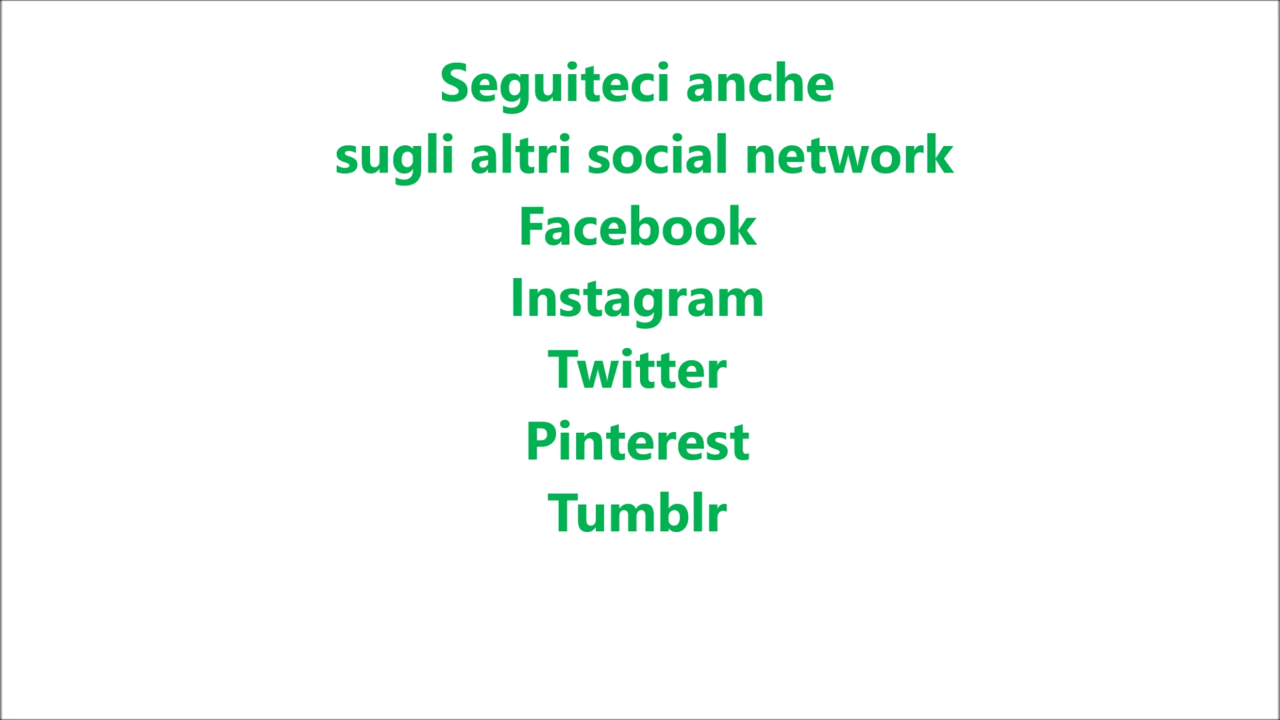 Seguiteci anche
sugli altri social network
Facebook
Instagram
Twitter
Pinterest
Tumblr